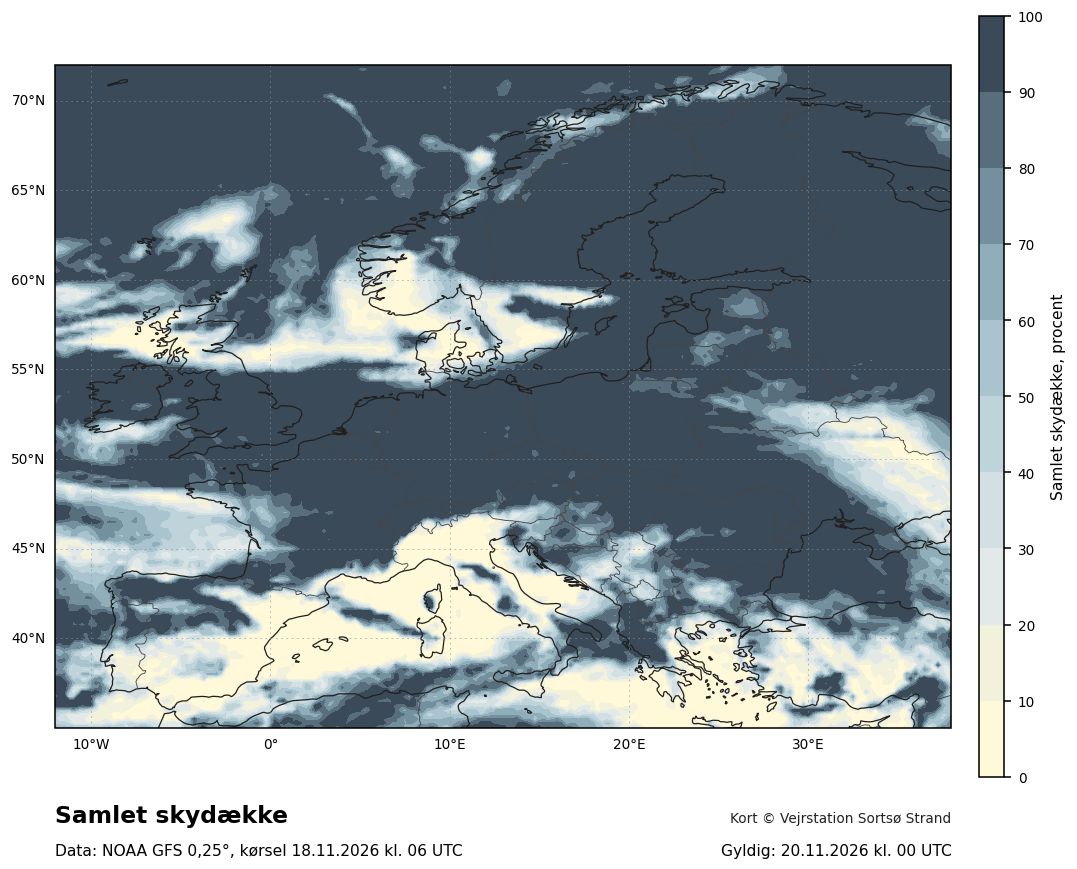 100
90
80
70
60
50
40
30
20
10
0
Samlet skydække, procent
70°N
65°N
60°N
55°N
50°N
45°N
40°N
10°W
0°
10°E
20°E
30°E
Samlet skydække
Kort © Vejrstation Sortsø Strand
Data: NOAA GFS 0,25°, kørsel 18.11.2026 kl. 06 UTC
Gyldig: 20.11.2026 kl. 00 UTC